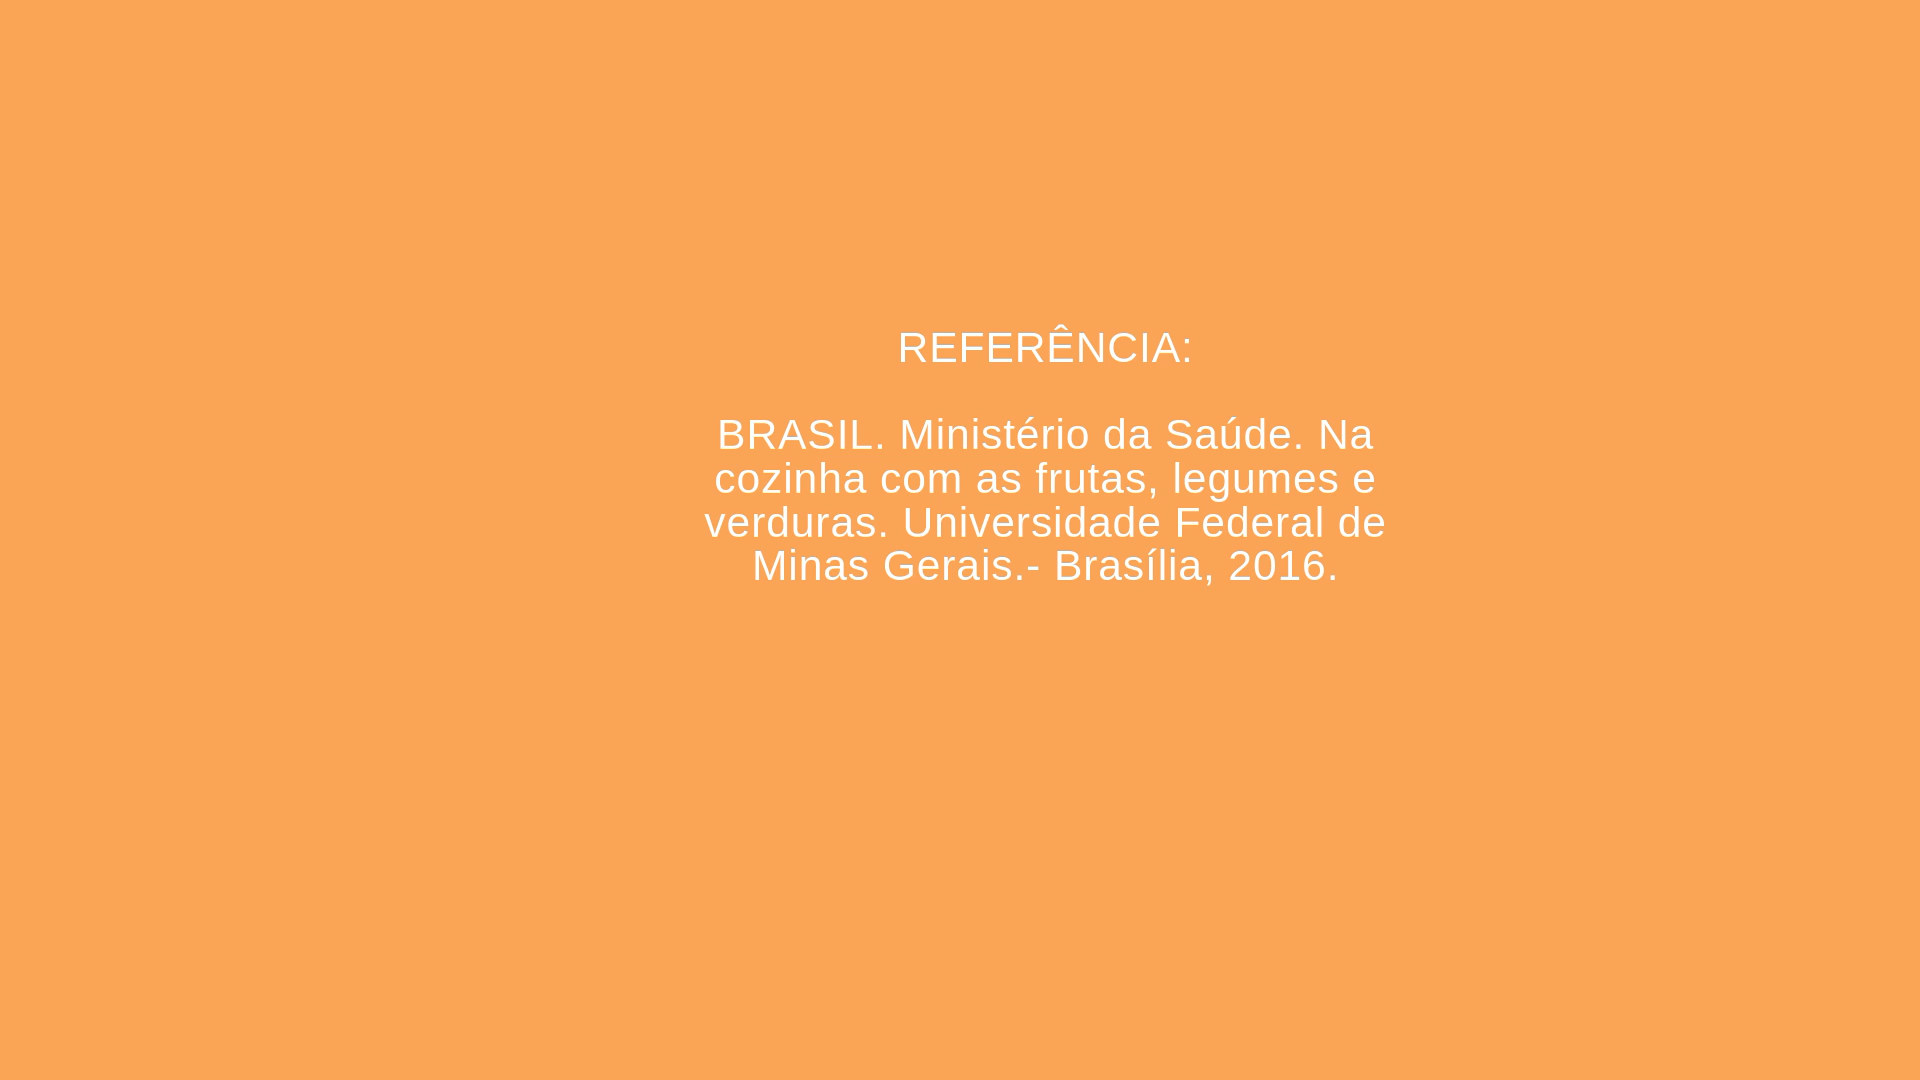 REFERÊNCIA:
BRASIL. Ministério da Saúde. Na
cozinha com as frutas, legumes e
verduras. Universidade Federal de
Minas Gerais.- Brasília, 2016.